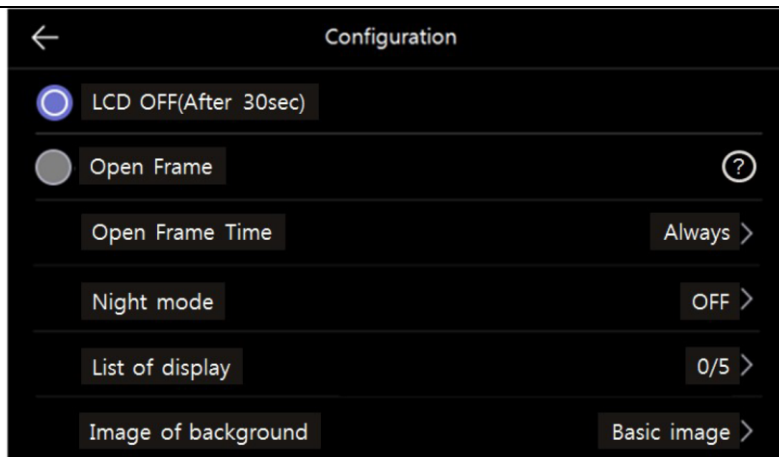 Configuration
LCD OFF(After 30sec)
Open Frame
?
Open Frame Time
Always
Night mode
OFF
List of display
0/5
Image of background
Basic image